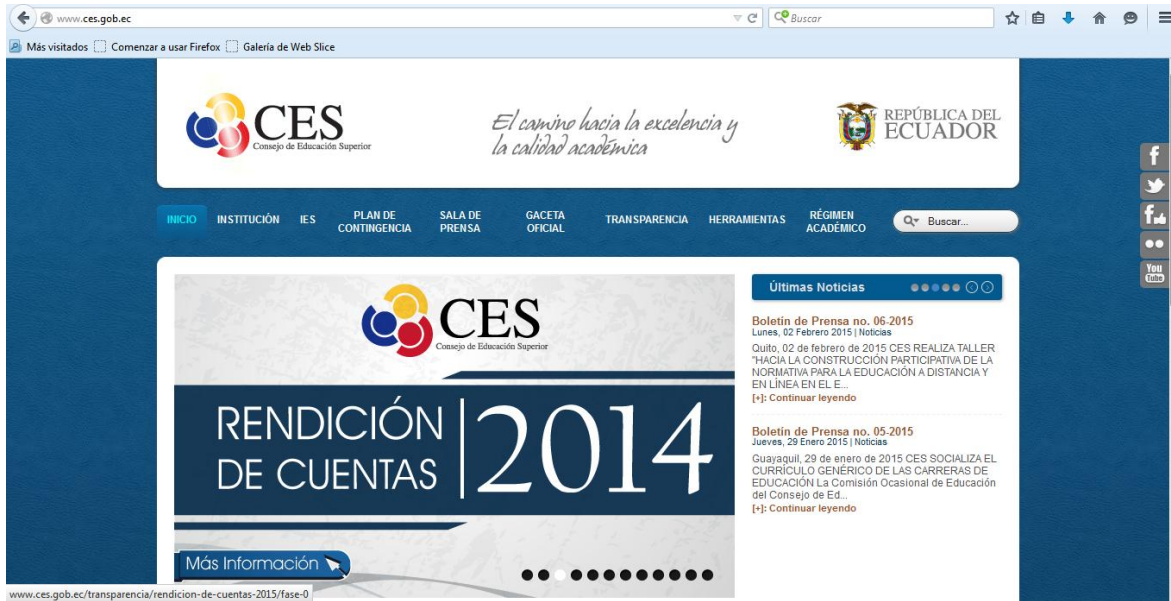 www.ces.gob.ec
Buscar
Más visitados Comenzar a usar Firefox Galería de Web Slice
CES
Consejo de Educación Superior
El camino hacia la excelencia y
la calidad académica
REPÚBLICA DEL
ECUADOR
INICIO INSTITUCIÓN IES PLAN DE CONTINGENCIA SALA DE PRENSA GACETA OFICIAL TRANSPARENCIA HERRAMIENTAS RÉGIMEN ACADÉMICO Buscar...
You
Tube
CES
Consejo de Educación Superior
RENDICIÓN
DE CUENTAS
2014
Más Información
Últimas Noticias
Boletín de Prensa no. 06-2015
Lunes, 02 Febrero 2015 | Noticias
Quito, 02 de febrero de 2015 CES REALIZA TALLER
"HACIA LA CONSTRUCCIÓN PARTICIPATIVA DE LA
NORMATIVA PARA LA EDUCACIÓN A DISTANCIA Y
EN LÍNEA EN EL E...
[+]: Continuar leyendo
Boletín de Prensa no. 05-2015
Jueves, 29 Enero 2015 | Noticias
Guayaquil, 29 de enero de 2015 CES SOCIALIZA EL
CURRÍCULO GENÉRICO DE LAS CARRERAS DE
EDUCACIÓN La Comisión Ocasional de Educación
del Consejo de Ed...
[+]: Continuar leyendo
www.ces.gob.ec/transparencia/rendicion-de-cuentas-2015/fase-0